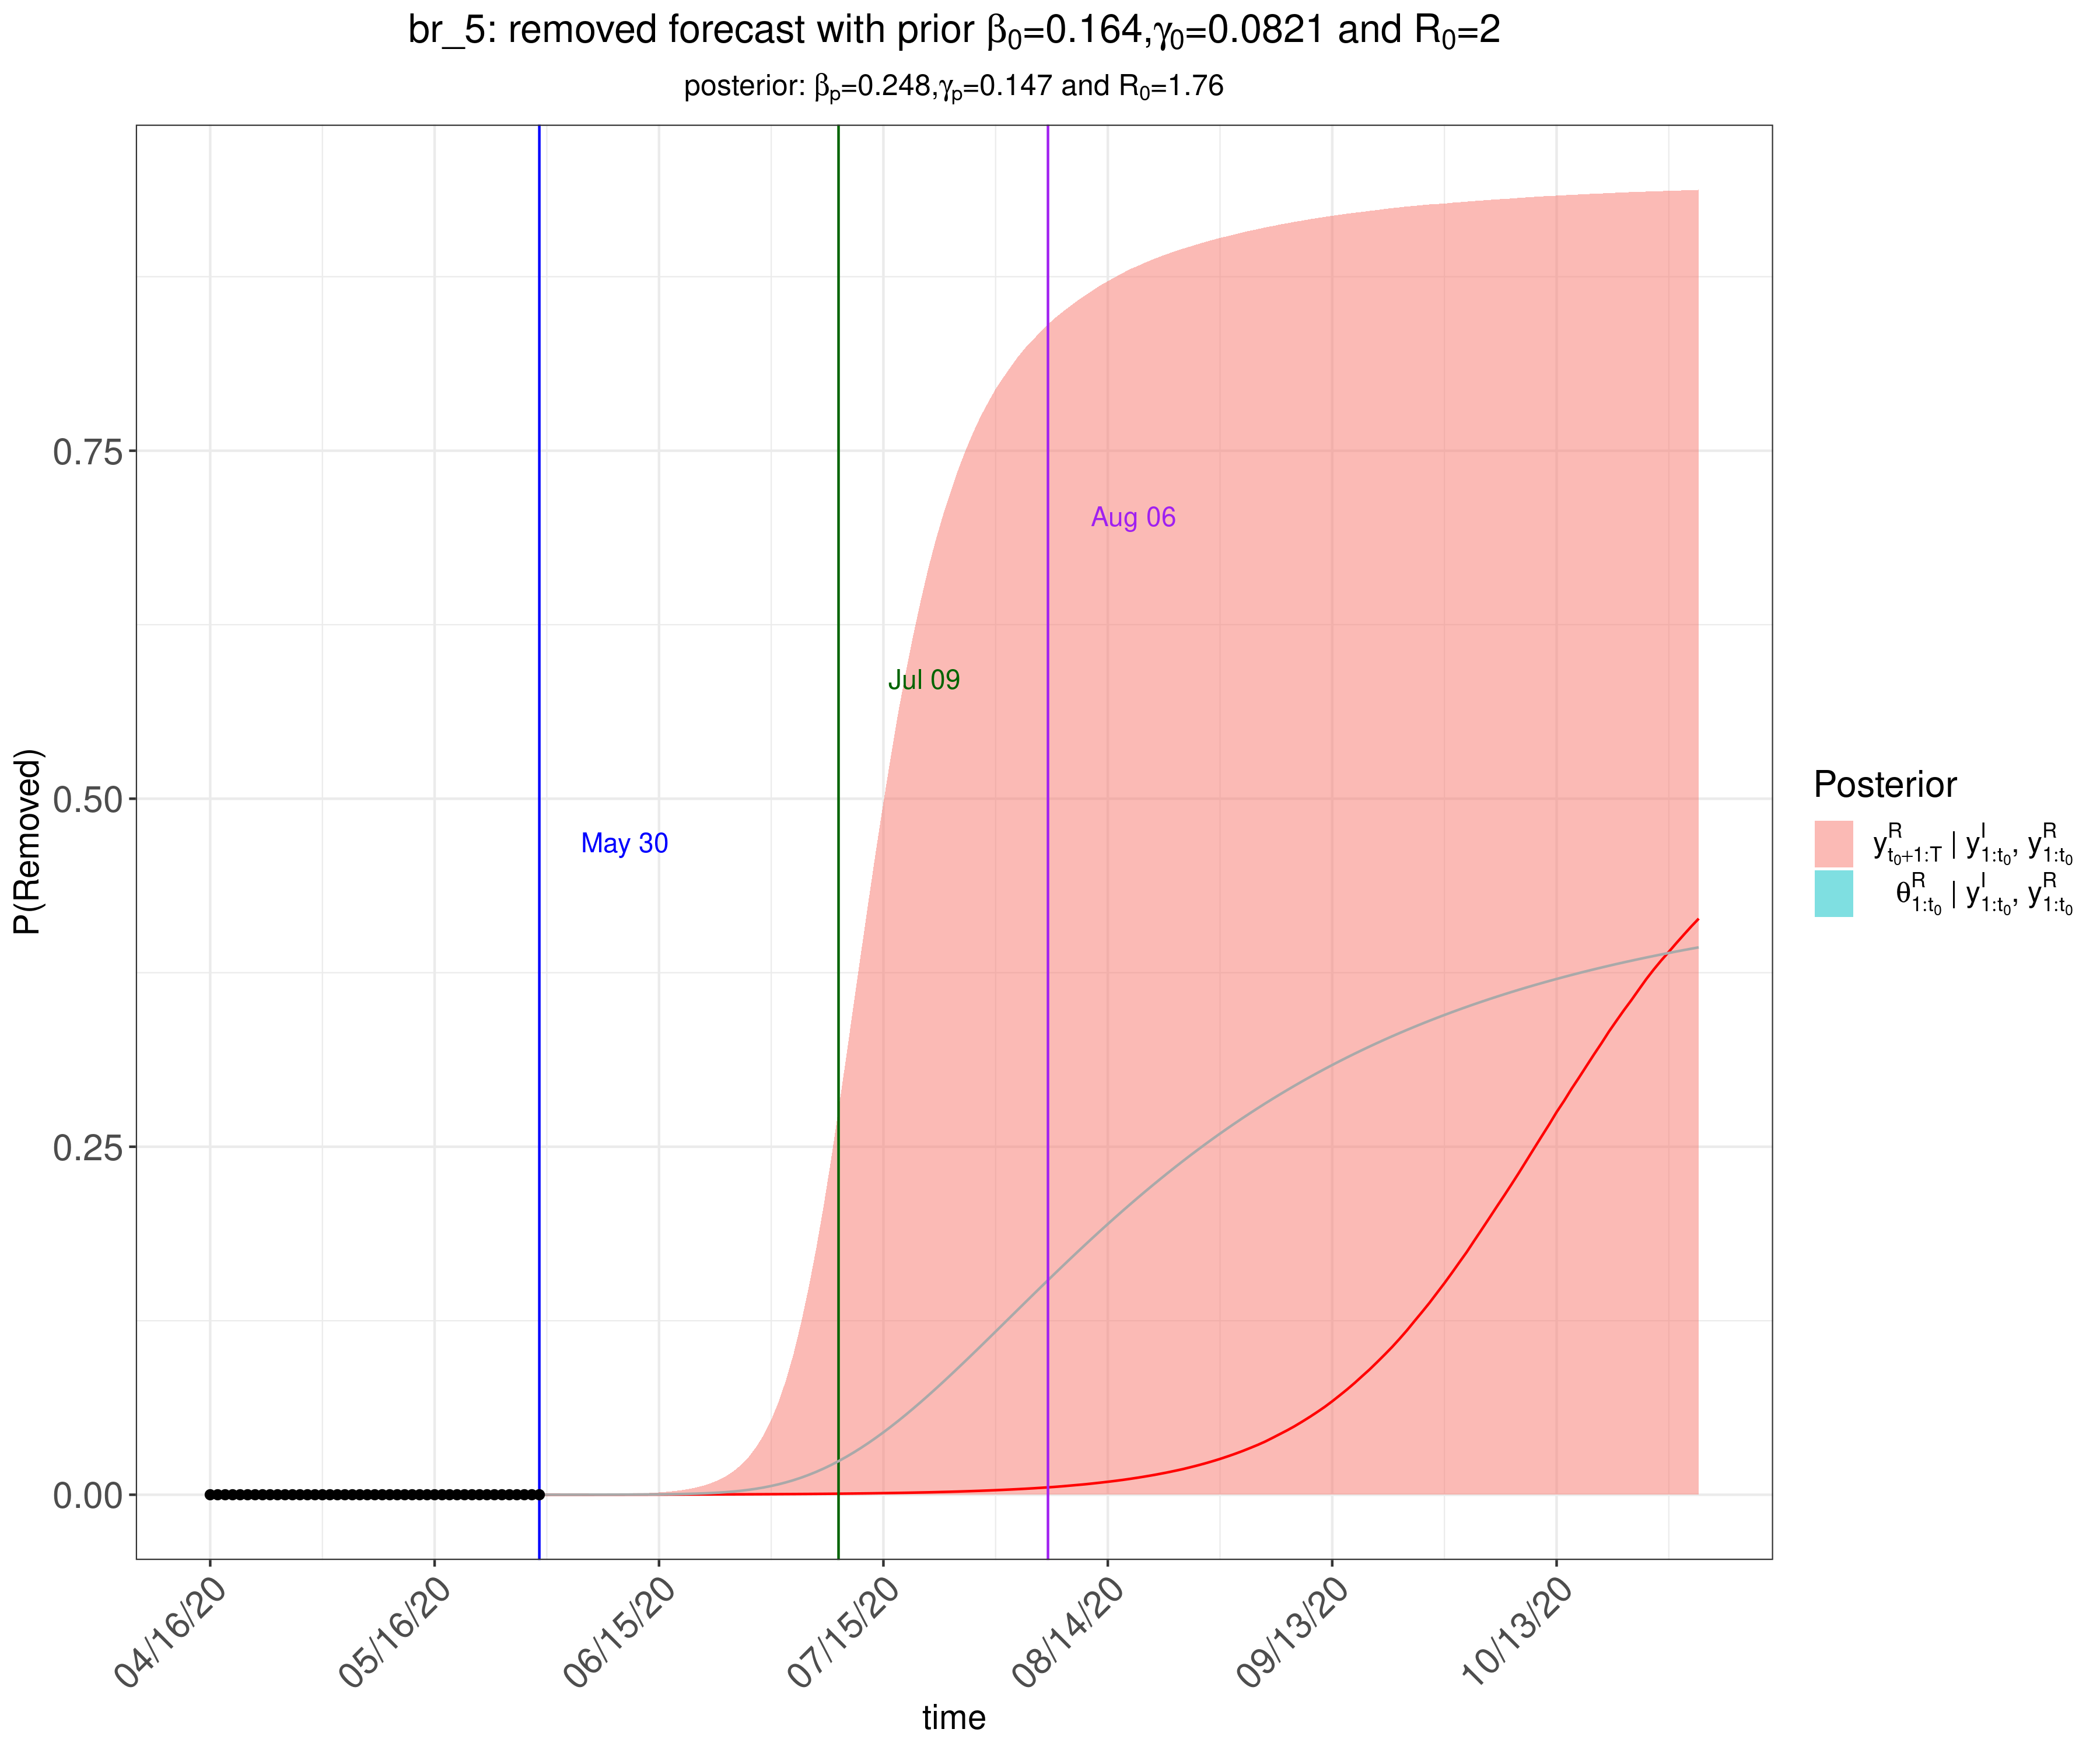 br_5: removed forecast with prior β₀=0.164,γ₀=0.0821 and R₀=2
posterior: βₚ=0.248,γₚ=0.147 and R₀=1.76
P(Removed)
0.75
0.50
0.25
0.00
Aug 06
Jul 09
May 30
04/16/20
05/16/20
06/15/20
07/15/20
08/14/20
09/13/20
10/13/20
time
Posterior
y^R_{t₀+1:T} | y^I_{1:t₀}, y^R_{1:t₀}
θ^R_{1:t₀} | y^I_{1:t₀}, y^R_{1:t₀}